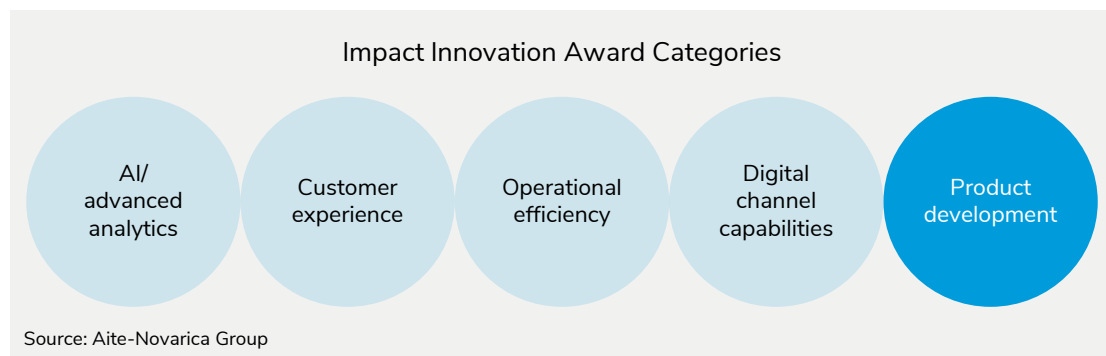 Impact Innovation Award Categories
AI/
advanced
analytics
Customer
experience
Operational
efficiency
Digital
channel
capabilities
Product
development
Source: Aite-Novarica Group